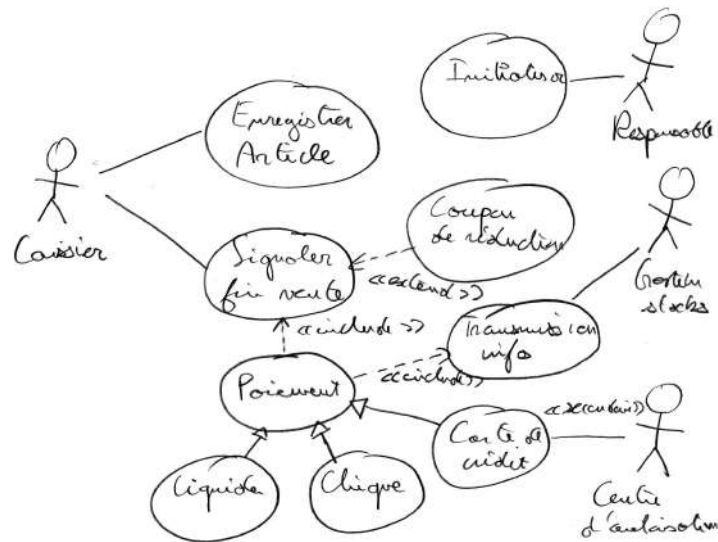 Initialiser
Responsable
Enregistrer
Article
Caissier
Coupon
de réduction
Signaler
fin vente
<<extend>>
Gestion
stocks
<<include>>
Transmission
infos
Paiement
<<include>>
Carte de
crédit
Liquide
Chèque
Centre
d'autorisation